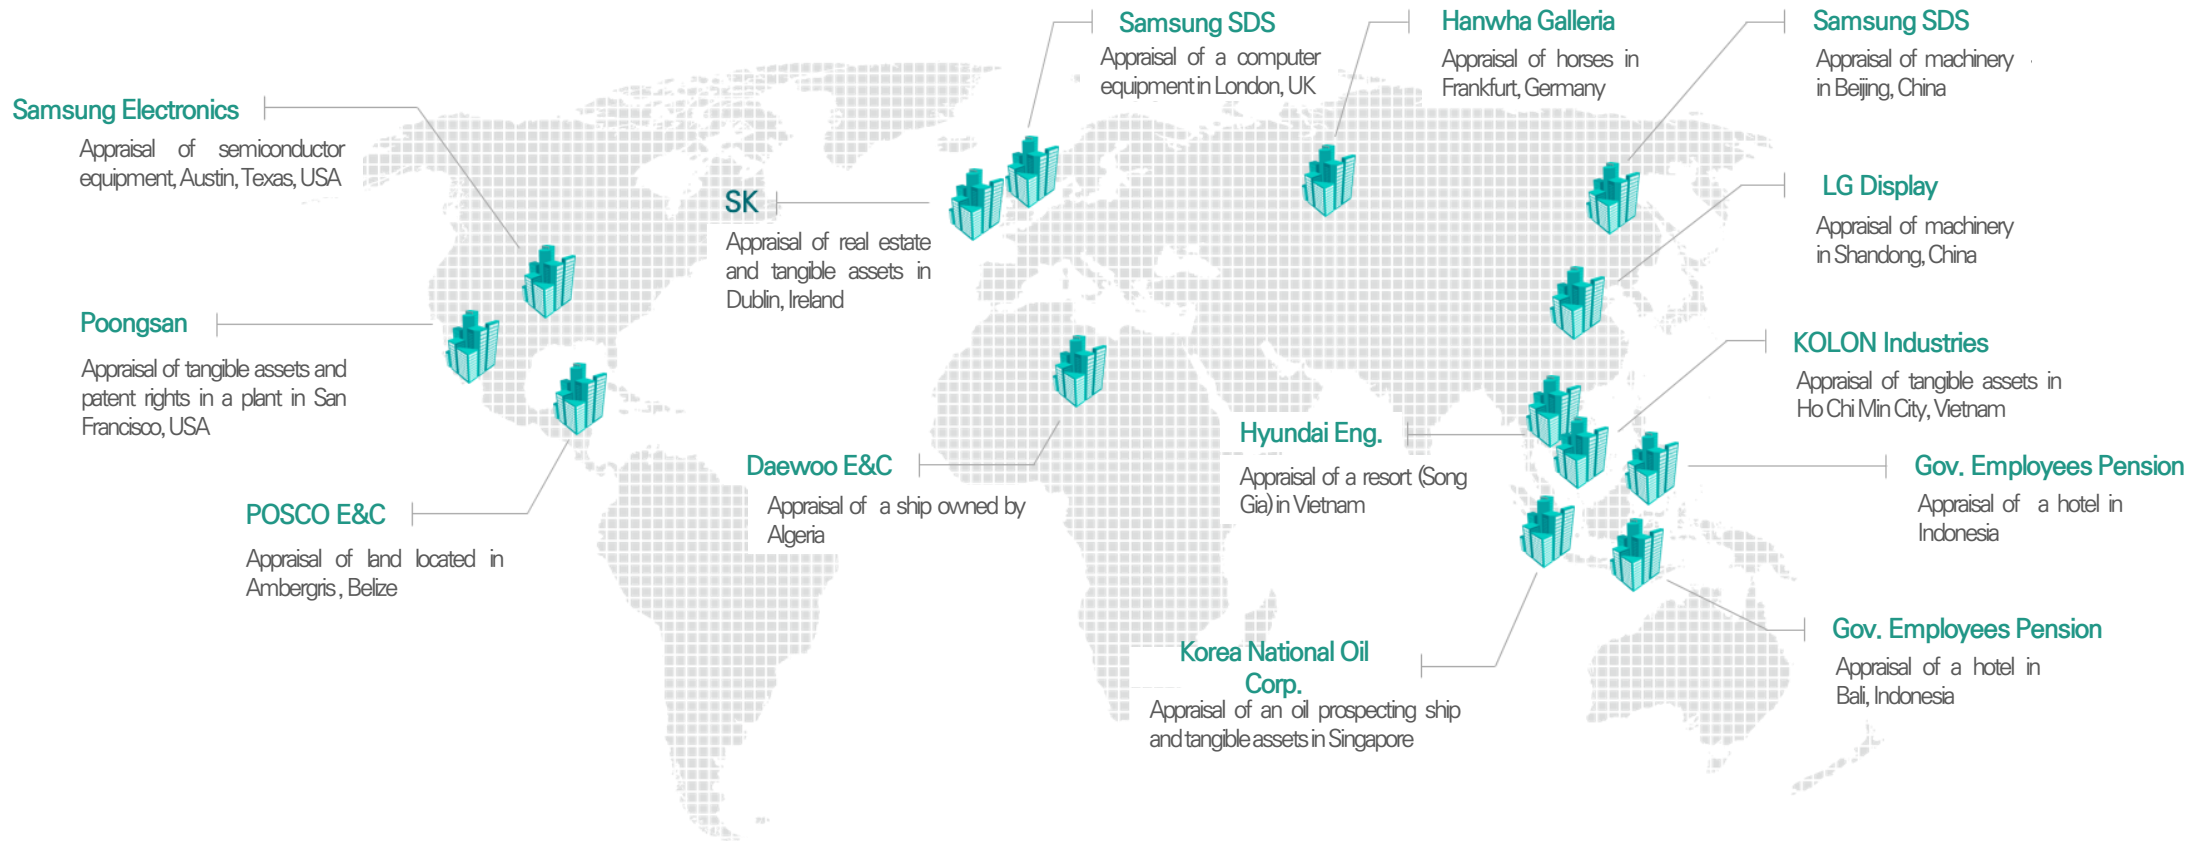 Samsung Electronics
Appraisal of semiconductor
equipment, Austin, Texas, USA
Poongsan
Appraisal of tangible assets and
patent rights in a plant in San
Francisco, USA
POSCO E&C
Appraisal of land located in
Ambergris , Belize
SK
Appraisal of real estate
and tangible assets in
Dublin, Ireland
Daewoo E&C
Appraisal of a ship owned by
Algeria
Samsung SDS
Appraisal of a computer
equipment in London, UK
Hanwha Galleria
Appraisal of horses in
Frankfurt, Germany
Samsung SDS
Appraisal of machinery
in Beijing, China
LG Display
Appraisal of machinery
in Shandong, China
KOLON Industries
Appraisal of tangible assets in
Ho Chi Min City, Vietnam
Hyundai Eng.
Appraisal of a resort (Song
Gia) in Vietnam
Gov. Employees Pension
Appraisal of a hotel in
Indonesia
Gov. Employees Pension
Appraisal of a hotel in
Bali, Indonesia
Korea National Oil
Corp.
Appraisal of an oil prospecting ship
and tangible assets in Singapore